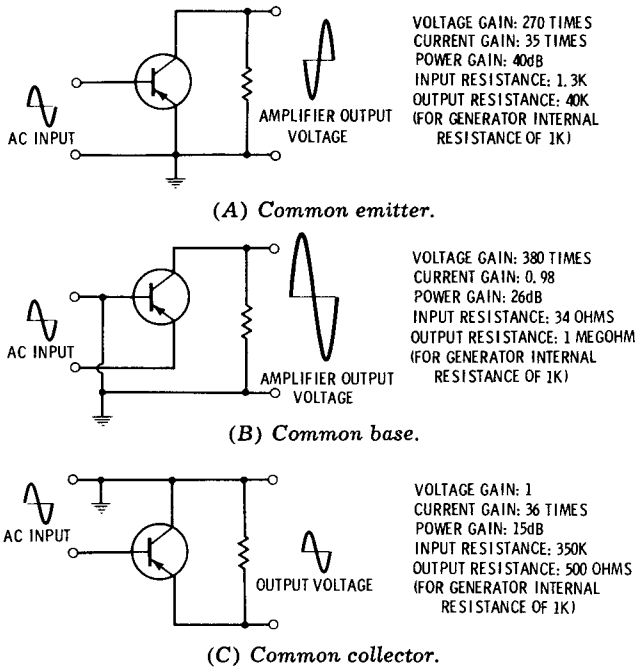 AC INPUT
AMPLIFIER OUTPUT
VOLTAGE
VOLTAGE GAIN: 270 TIMES
CURRENT GAIN: 35 TIMES
POWER GAIN: 40dB
INPUT RESISTANCE: 1.3K
OUTPUT RESISTANCE: 40K
(FOR GENERATOR INTERNAL
RESISTANCE OF 1K)
(A) Common emitter.
AC INPUT
AMPLIFIER OUTPUT
VOLTAGE
VOLTAGE GAIN: 380 TIMES
CURRENT GAIN: 0.98
POWER GAIN: 26dB
INPUT RESISTANCE: 34 OHMS
OUTPUT RESISTANCE: 1 MEGOHM
(FOR GENERATOR INTERNAL
RESISTANCE OF 1K)
(B) Common base.
AC INPUT
OUTPUT VOLTAGE
VOLTAGE GAIN: 1
CURRENT GAIN: 36 TIMES
POWER GAIN: 15dB
INPUT RESISTANCE: 350K
OUTPUT RESISTANCE: 500 OHMS
(FOR GENERATOR INTERNAL
RESISTANCE OF 1K)
(C) Common collector.